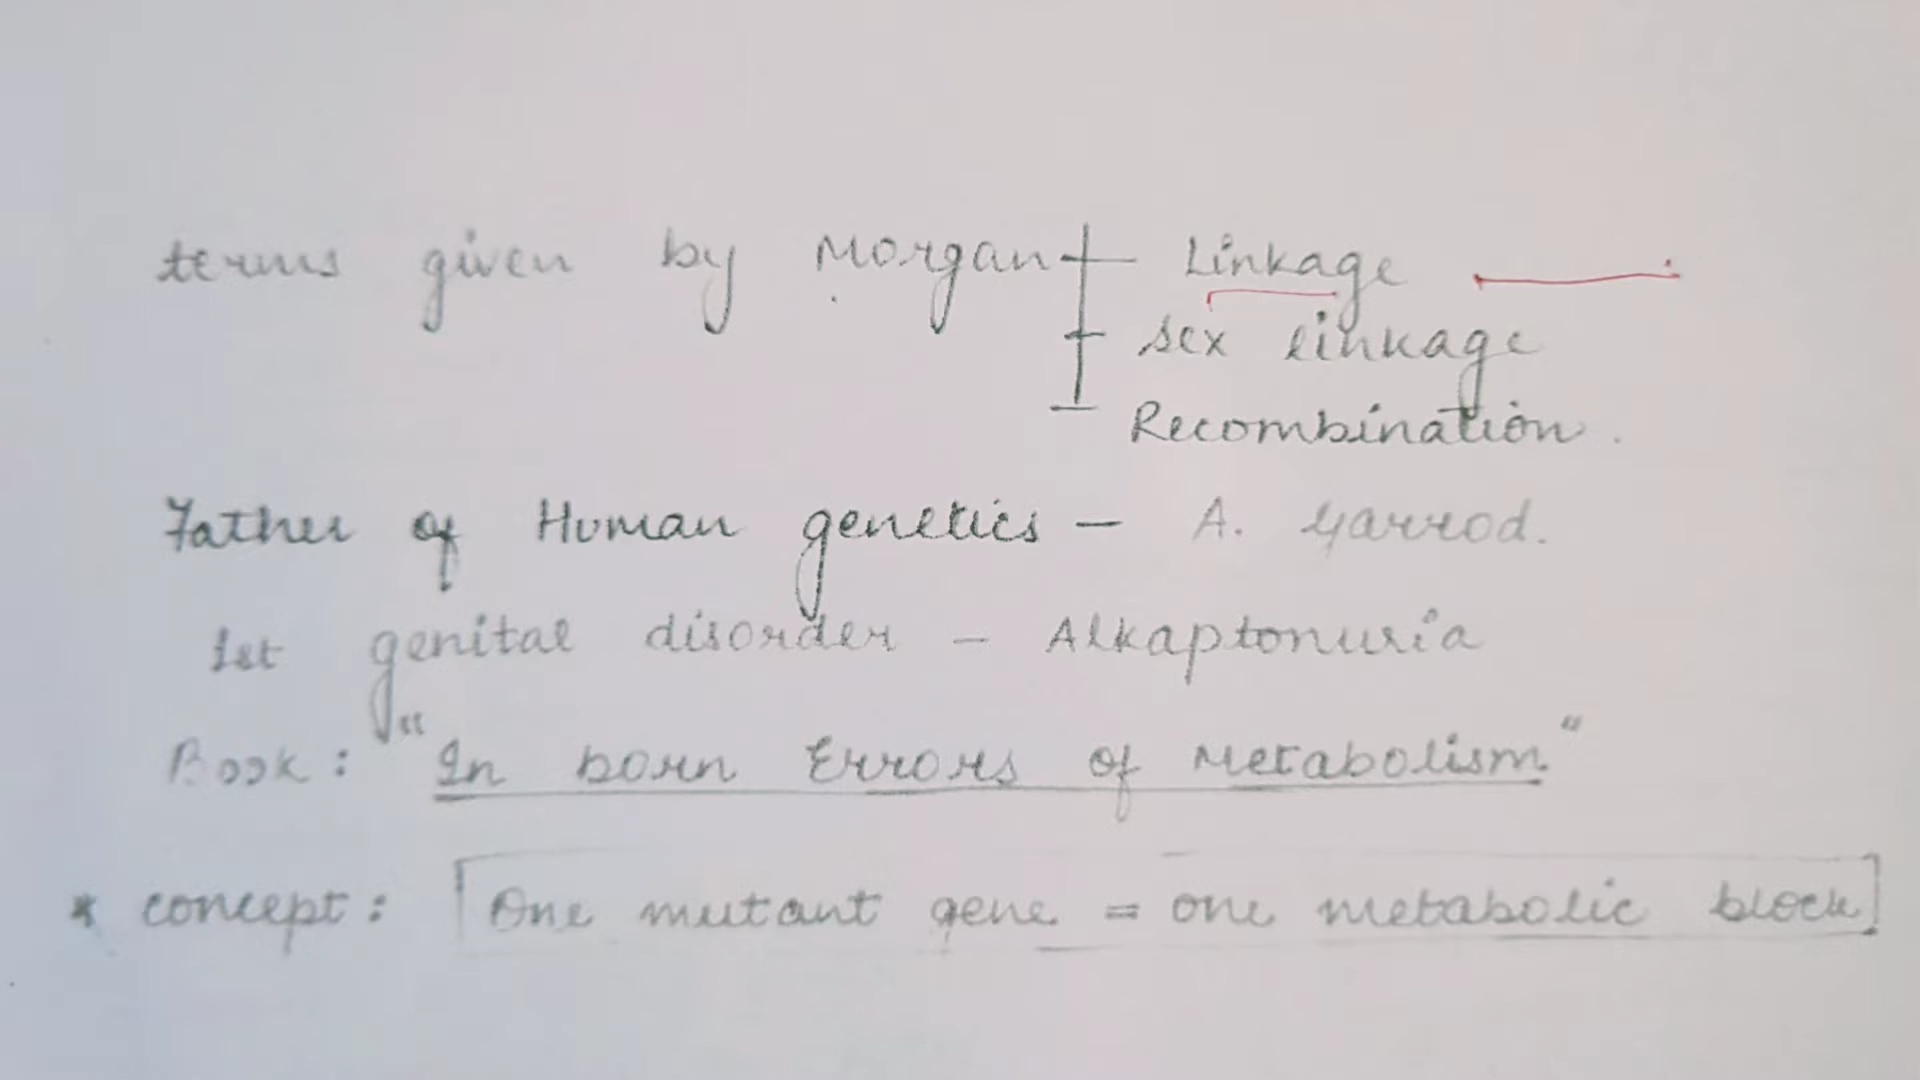 terms given by Morgan Linkage
sex linkage
Recombination.
Father of Human genetics - A. Garrod.
1st genital disorder - Alkaptonuria
Book: "In born Errors of Metabolism"
* concept: One mutant gene = one metabolic block